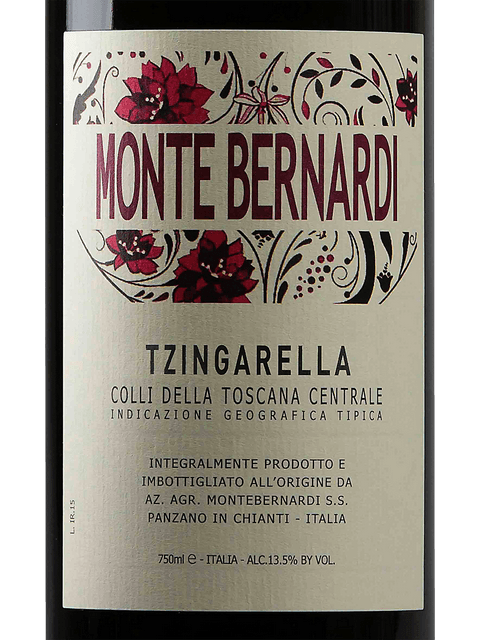 MONTE BERNARDI
TZINGARELLA
COLLI DELLA TOSCANA CENTRALE
INDICAZIONE GEOGRAFICA TIPICA
INTEGRALMENTE PRODOTTO E
IMBOTTIGLIATO ALL'ORIGINE DA
AZ. AGR. MONTEBERNARDI S.S.
PANZANO IN CHIANTI - ITALIA
L. IR.15
750ml e - ITALIA - ALC.13.5% BY VOL.